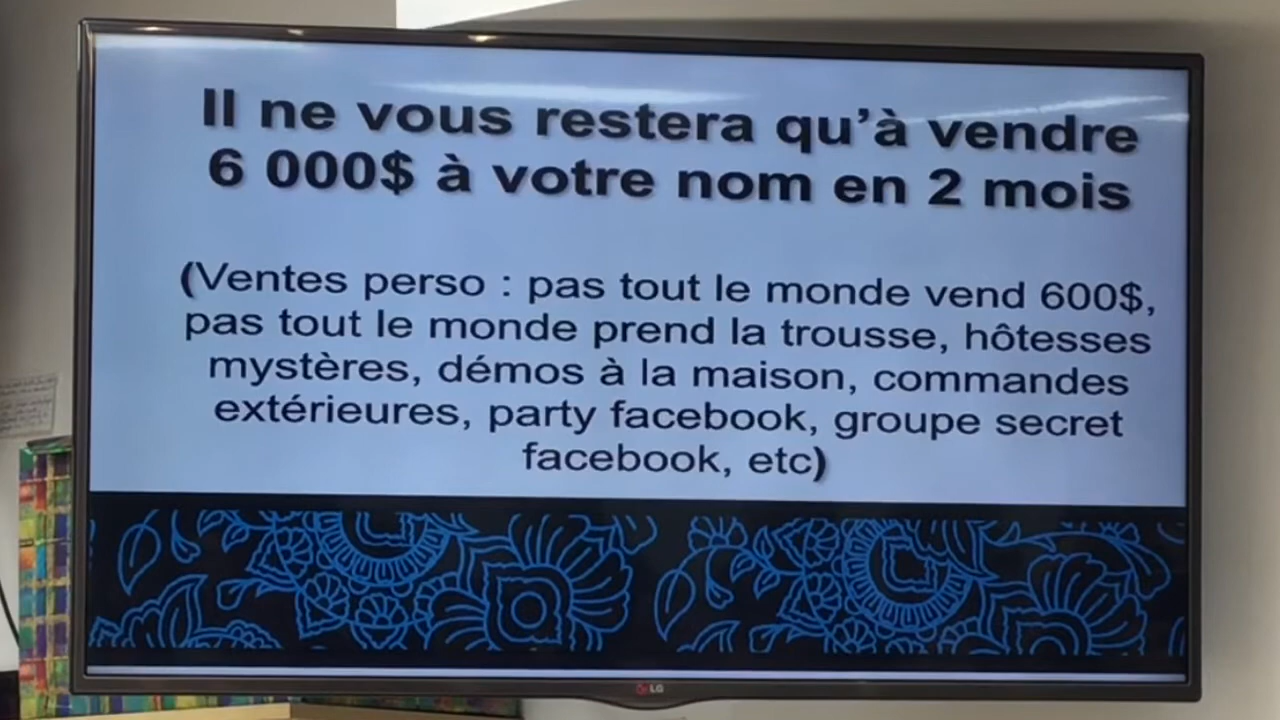 Il ne vous restera qu'à vendre
6 000$ à votre nom en 2 mois
(Ventes perso : pas tout le monde vend 600$,
pas tout le monde prend la trousse, hôtesses
mystères, démos à la maison, commandes
extérieures, party facebook, groupe secret
facebook, etc)
LG